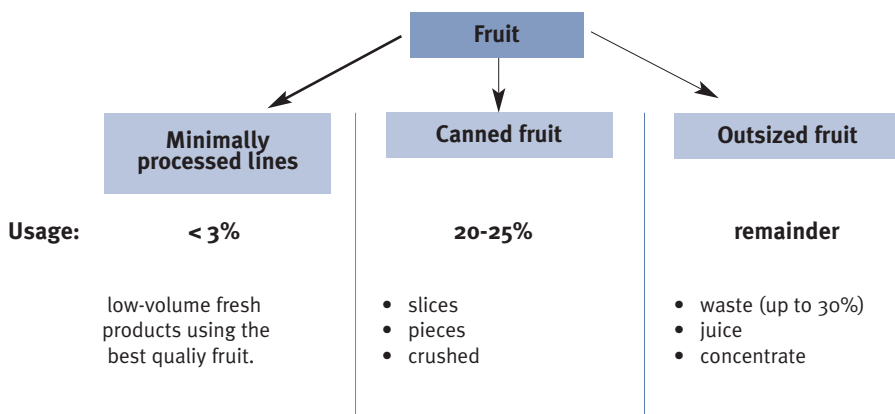 Fruit
Minimally
processed lines
Canned fruit
Outsized fruit
Usage:
< 3%
20-25%
remainder
low-volume fresh
products using the
best qualiy fruit.
• slices
• pieces
• crushed
• waste (up to 30%)
• juice
• concentrate